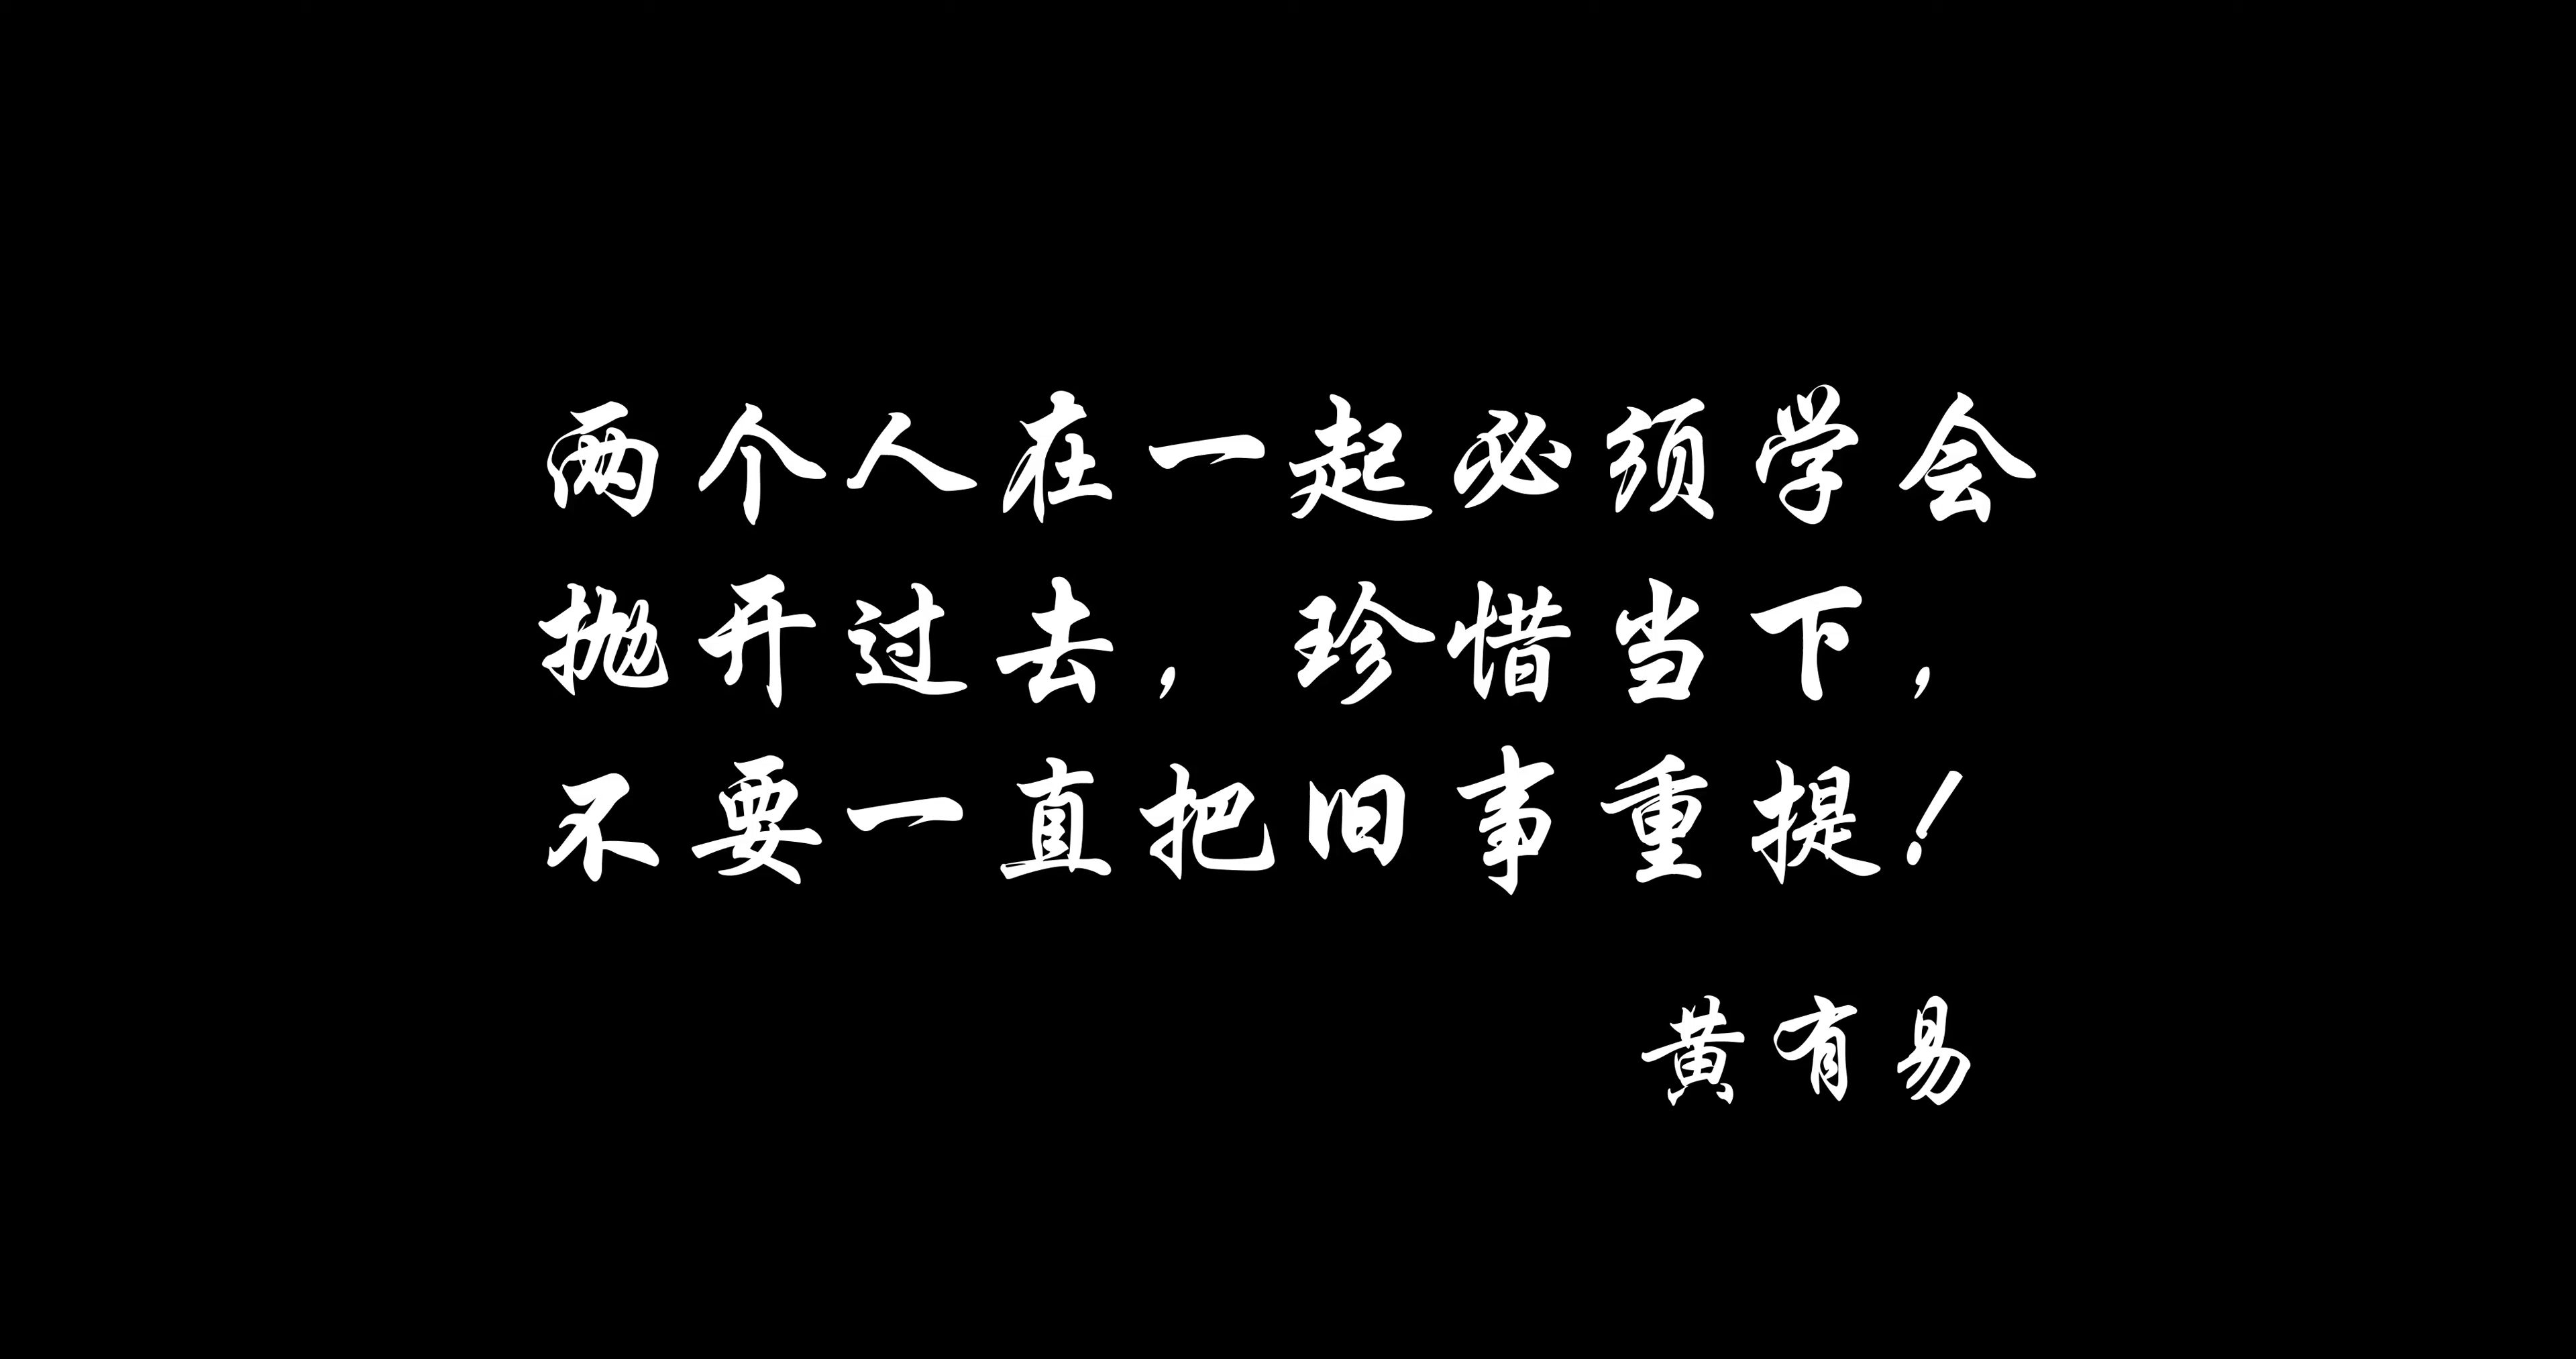 两个人在一起必须学会
抛开过去，珍惜当下，
不要一直把旧事重提！
黄有易